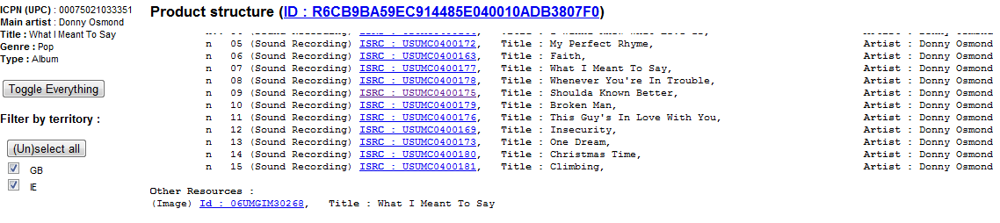 ICPN (UPC) : 00075021033351
Main artist : Donny Osmond
Title : What I Meant To Say
Genre : Pop
Type : Album
Toggle Everything
Filter by territory :
(Un)select all
GB
IE
Product structure (ID : R6CB9BA59EC914485E040010ADB3807F0)
n 05 (Sound Recording) ISRC : USUMC0400172, Title : My Perfect Rhyme, Artist : Donny Osmond
n 06 (Sound Recording) ISRC : USUMC0400163, Title : Faith, Artist : Donny Osmond
n 07 (Sound Recording) ISRC : USUMC0400177, Title : What I Meant To Say, Artist : Donny Osmond
n 08 (Sound Recording) ISRC : USUMC0400178, Title : Whenever You're In Trouble, Artist : Donny Osmond
n 09 (Sound Recording) ISRC : USUMC0400175, Title : Shoulda Known Better, Artist : Donny Osmond
n 10 (Sound Recording) ISRC : USUMC0400179, Title : Broken Man, Artist : Donny Osmond
n 11 (Sound Recording) ISRC : USUMC0400176, Title : This Guy's In Love With You, Artist : Donny Osmond
n 12 (Sound Recording) ISRC : USUMC0400169, Title : Insecurity, Artist : Donny Osmond
n 13 (Sound Recording) ISRC : USUMC0400173, Title : One Dream, Artist : Donny Osmond
n 14 (Sound Recording) ISRC : USUMC0400180, Title : Christmas Time, Artist : Donny Osmond
n 15 (Sound Recording) ISRC : USUMC0400181, Title : Climbing, Artist : Donny Osmond
Other Resources :
(Image) Id : 06UMGIM30268, Title : What I Meant To Say